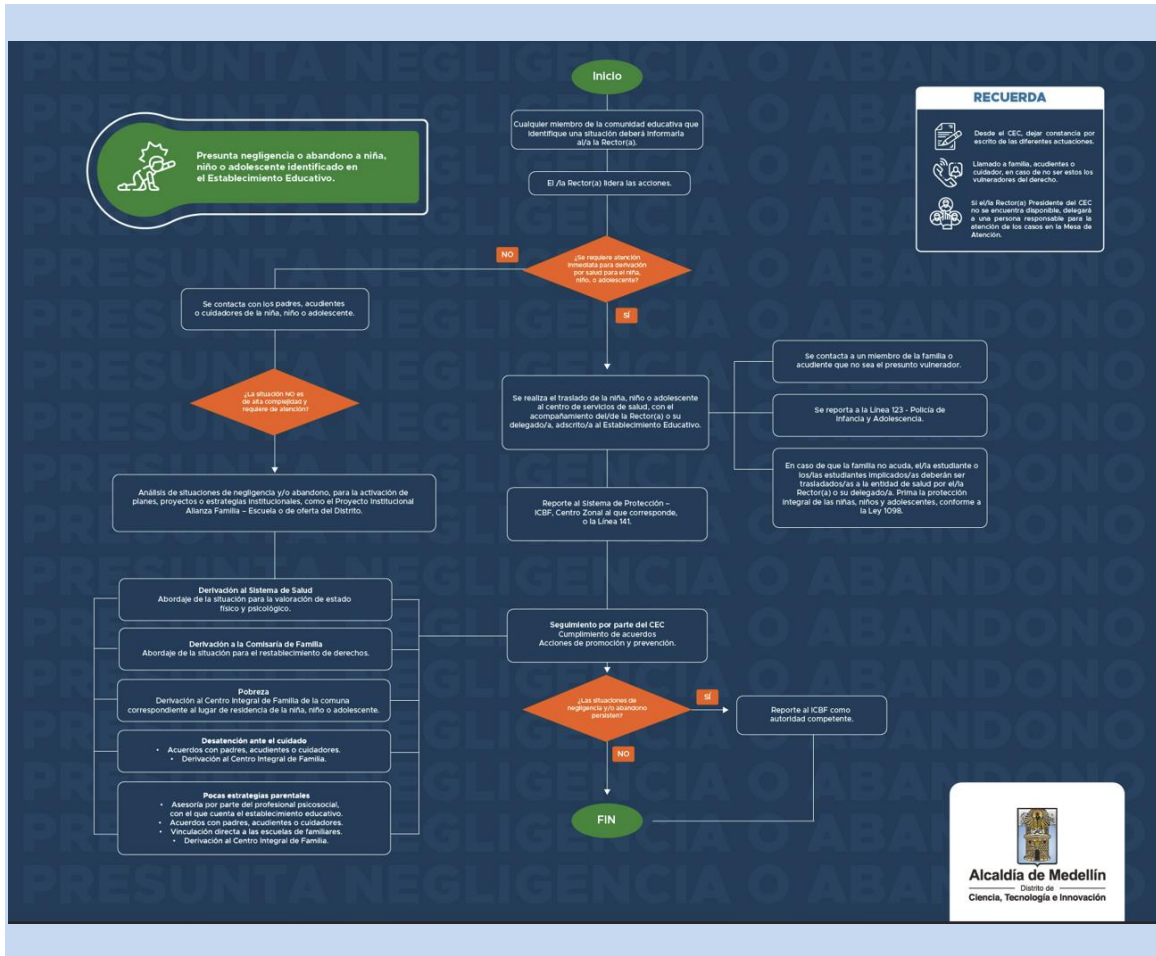 PRESUNTA NEGLIGENCIA O ABANDONO
Inicio
Presunta negligencia o abandono a niña,
niño o adolescente identificado en
el Establecimiento Educativo.
Cualquier miembro de la comunidad educativa que
identifique una situación deberá informarla
al/a la Rector(a).
El /la Rector(a) lidera las acciones.
RECUERDA
Desde el CEC, dejar constancia por
escrito de las diferentes actuaciones.
Llamado a familia, acudientes o
cuidador, en caso de no ser estos los
vulneradores del derecho.
Si el/la Rector(a) Presidente del CEC
no se encuentra disponible, delegará
a una persona responsable para la
atención de los casos en la Mesa de
Atención.
¿Se requiere atención
inmediata para derivación
por salud para el niña,
niño, o adolescente?
NO
Se contacta con los padres, acudientes
o cuidadores de la niña, niño o adolescente.
¿La situación NO es
de alta complejidad y
requiere de atención?
Análisis de situaciones de negligencia y/o abandono, para la activación de
planes, proyectos o estrategias institucionales, como el Proyecto Institucional
Alianza Familia – Escuela o de oferta del Distrito.
SÍ
Se realiza el traslado de la niña, niño o adolescente
al centro de servicios de salud, con el
acompañamiento del/de la Rector(a) o su
delegado/a, adscrito/a al Establecimiento Educativo.
Se contacta a un miembro de la familia o
acudiente que no sea el presunto vulnerador.
Se reporta a la Línea 123 - Policía de
Infancia y Adolescencia.
En caso de que la familia no acuda, el/la estudiante o
los/las estudiantes implicados/as deberán ser
trasladados/as a la entidad de salud por el/la
Rector(a) o su delegado/a. Prima la protección
integral de las niñas, niños y adolescentes, conforme a
la Ley 1098.
Reporte al Sistema de Protección –
ICBF, Centro Zonal al que corresponde,
o la Línea 141.
Derivación al Sistema de Salud
Abordaje de la situación para la valoración de estado
físico y psicológico.
Derivación a la Comisaría de Familia
Abordaje de la situación para el restablecimiento de derechos.
Pobreza
Derivación al Centro Integral de Familia de la comuna
correspondiente al lugar de residencia de la niña, niño o adolescente.
Desatención ante el cuidado
• Acuerdos con padres, acudientes o cuidadores.
• Derivación al Centro Integral de Familia.
Pocas estrategias parentales
• Asesoría por parte del profesional psicosocial,
con el que cuenta el establecimiento educativo.
• Acuerdos con padres, acudientes o cuidadores.
• Vinculación directa a las escuelas de familiares.
• Derivación al Centro Integral de Familia.
Seguimiento por parte del CEC
Cumplimiento de acuerdos
Acciones de promoción y prevención.
¿Las situaciones de
negligencia y/o abandono
persisten?
SÍ
Reporte al ICBF como
autoridad competente.
NO
FIN
Alcaldía de Medellín
Distrito de
Ciencia, Tecnología e Innovación